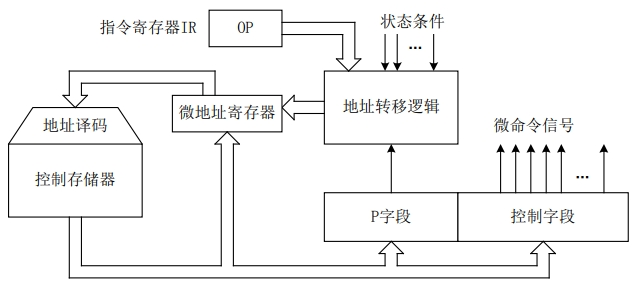 指令寄存器IR
OP
状态条件
...
微地址寄存器
地址转移逻辑
地址译码
控制存储器
微命令信号
...
P字段
控制字段